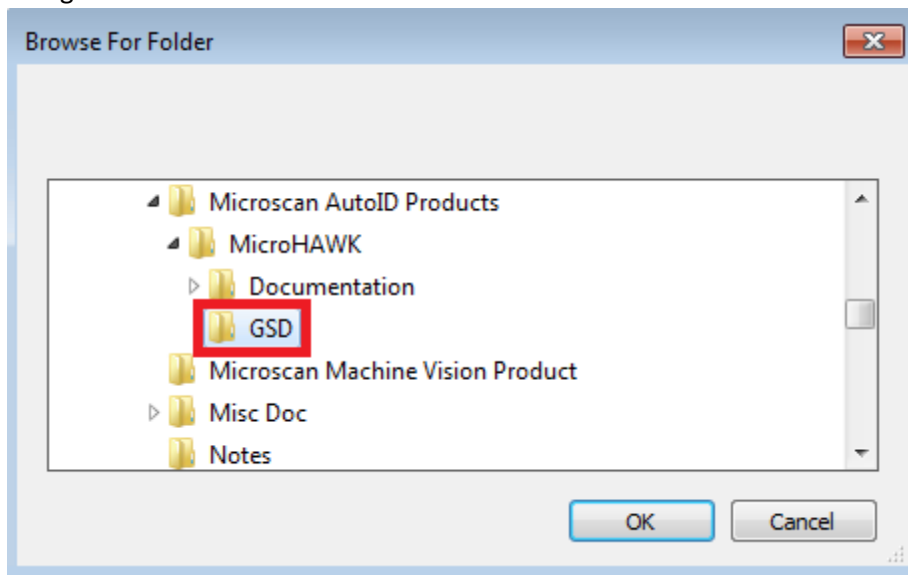 Browse For Folder
Microscan AutoID Products
MicroHAWK
Documentation
GSD
Microscan Machine Vision Product
Misc Doc
Notes
OK Cancel